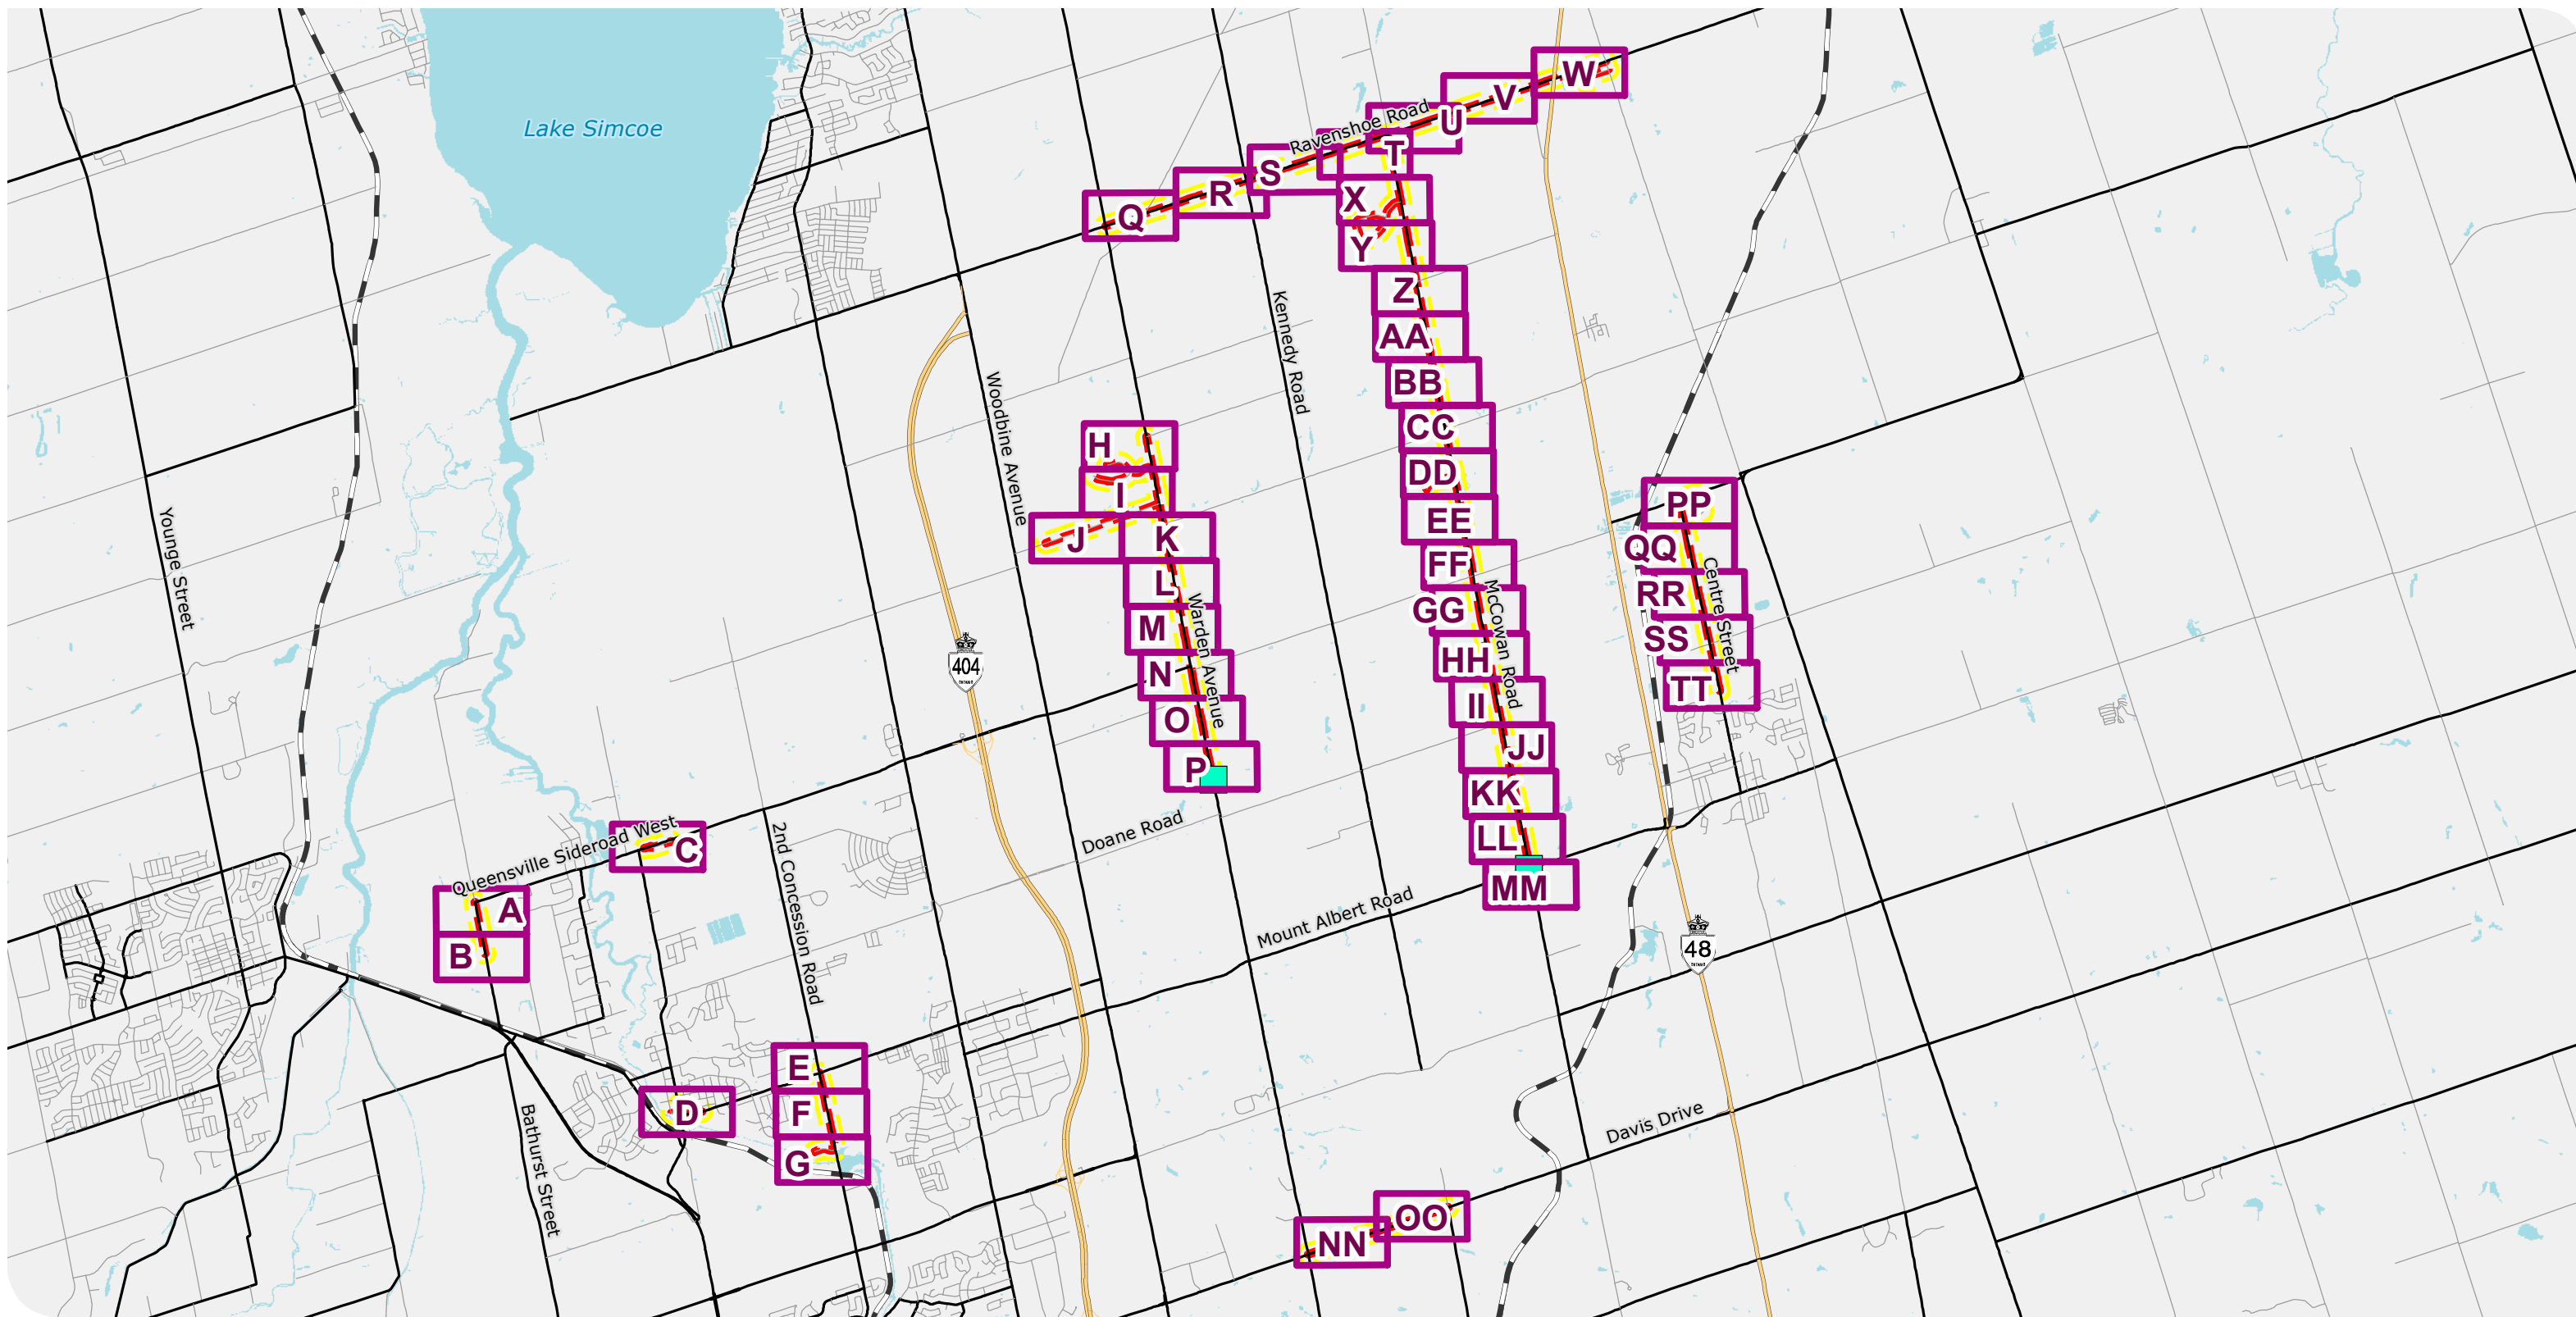 W
V
Lake Simcoe
Ravenshoe Road
U
T
S
R
X
Q
Y
Z
Kennedy Road
AA
BB
Woodbine Avenue
CC
H
DD
I
PP
Younge Street
EE
J
K
QQ
FF
L
Centre Street
RR
McCowan Road
GG
Warden Avenue
M
SS
HH
404
N
TT
II
O
JJ
P
KK
2nd Concession Road
Doane Road
LL
Queensville Sideroad West
C
MM
A
Mount Albert Road
48
B
E
D
F
Davis Drive
Bathurst Street
G
OO
NN